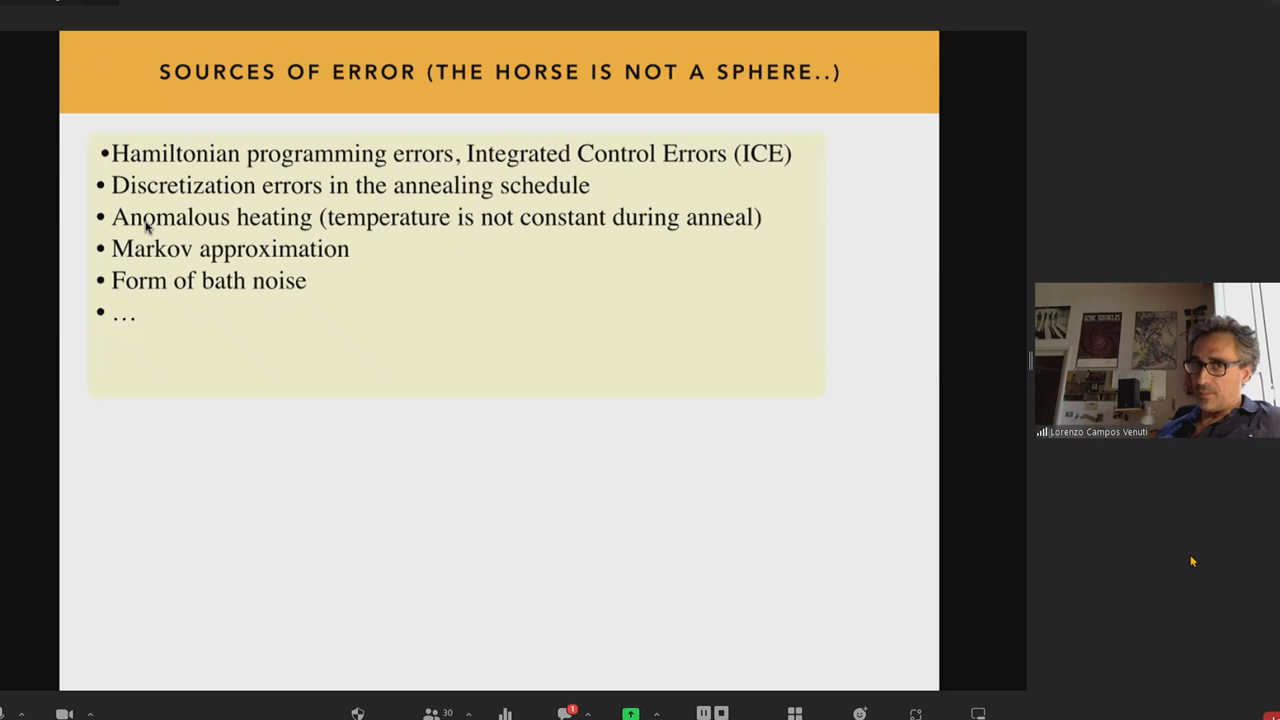 SOURCES OF ERROR (THE HORSE IS NOT A SPHERE..)
•Hamiltonian programming errors, Integrated Control Errors (ICE)
• Discretization errors in the annealing schedule
• Anomalous heating (temperature is not constant during anneal)
• Markov approximation
• Form of bath noise
• …
Lorenzo Campos Venuti
30
1